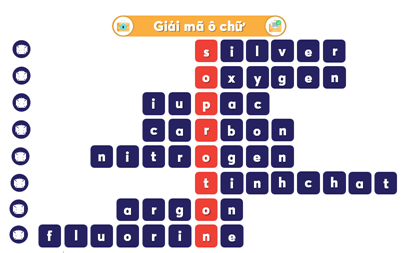 Giải mã ô chữ
silver
oxygen
iupac
carbon
nitrogen
tinhchat
argon
fluorine